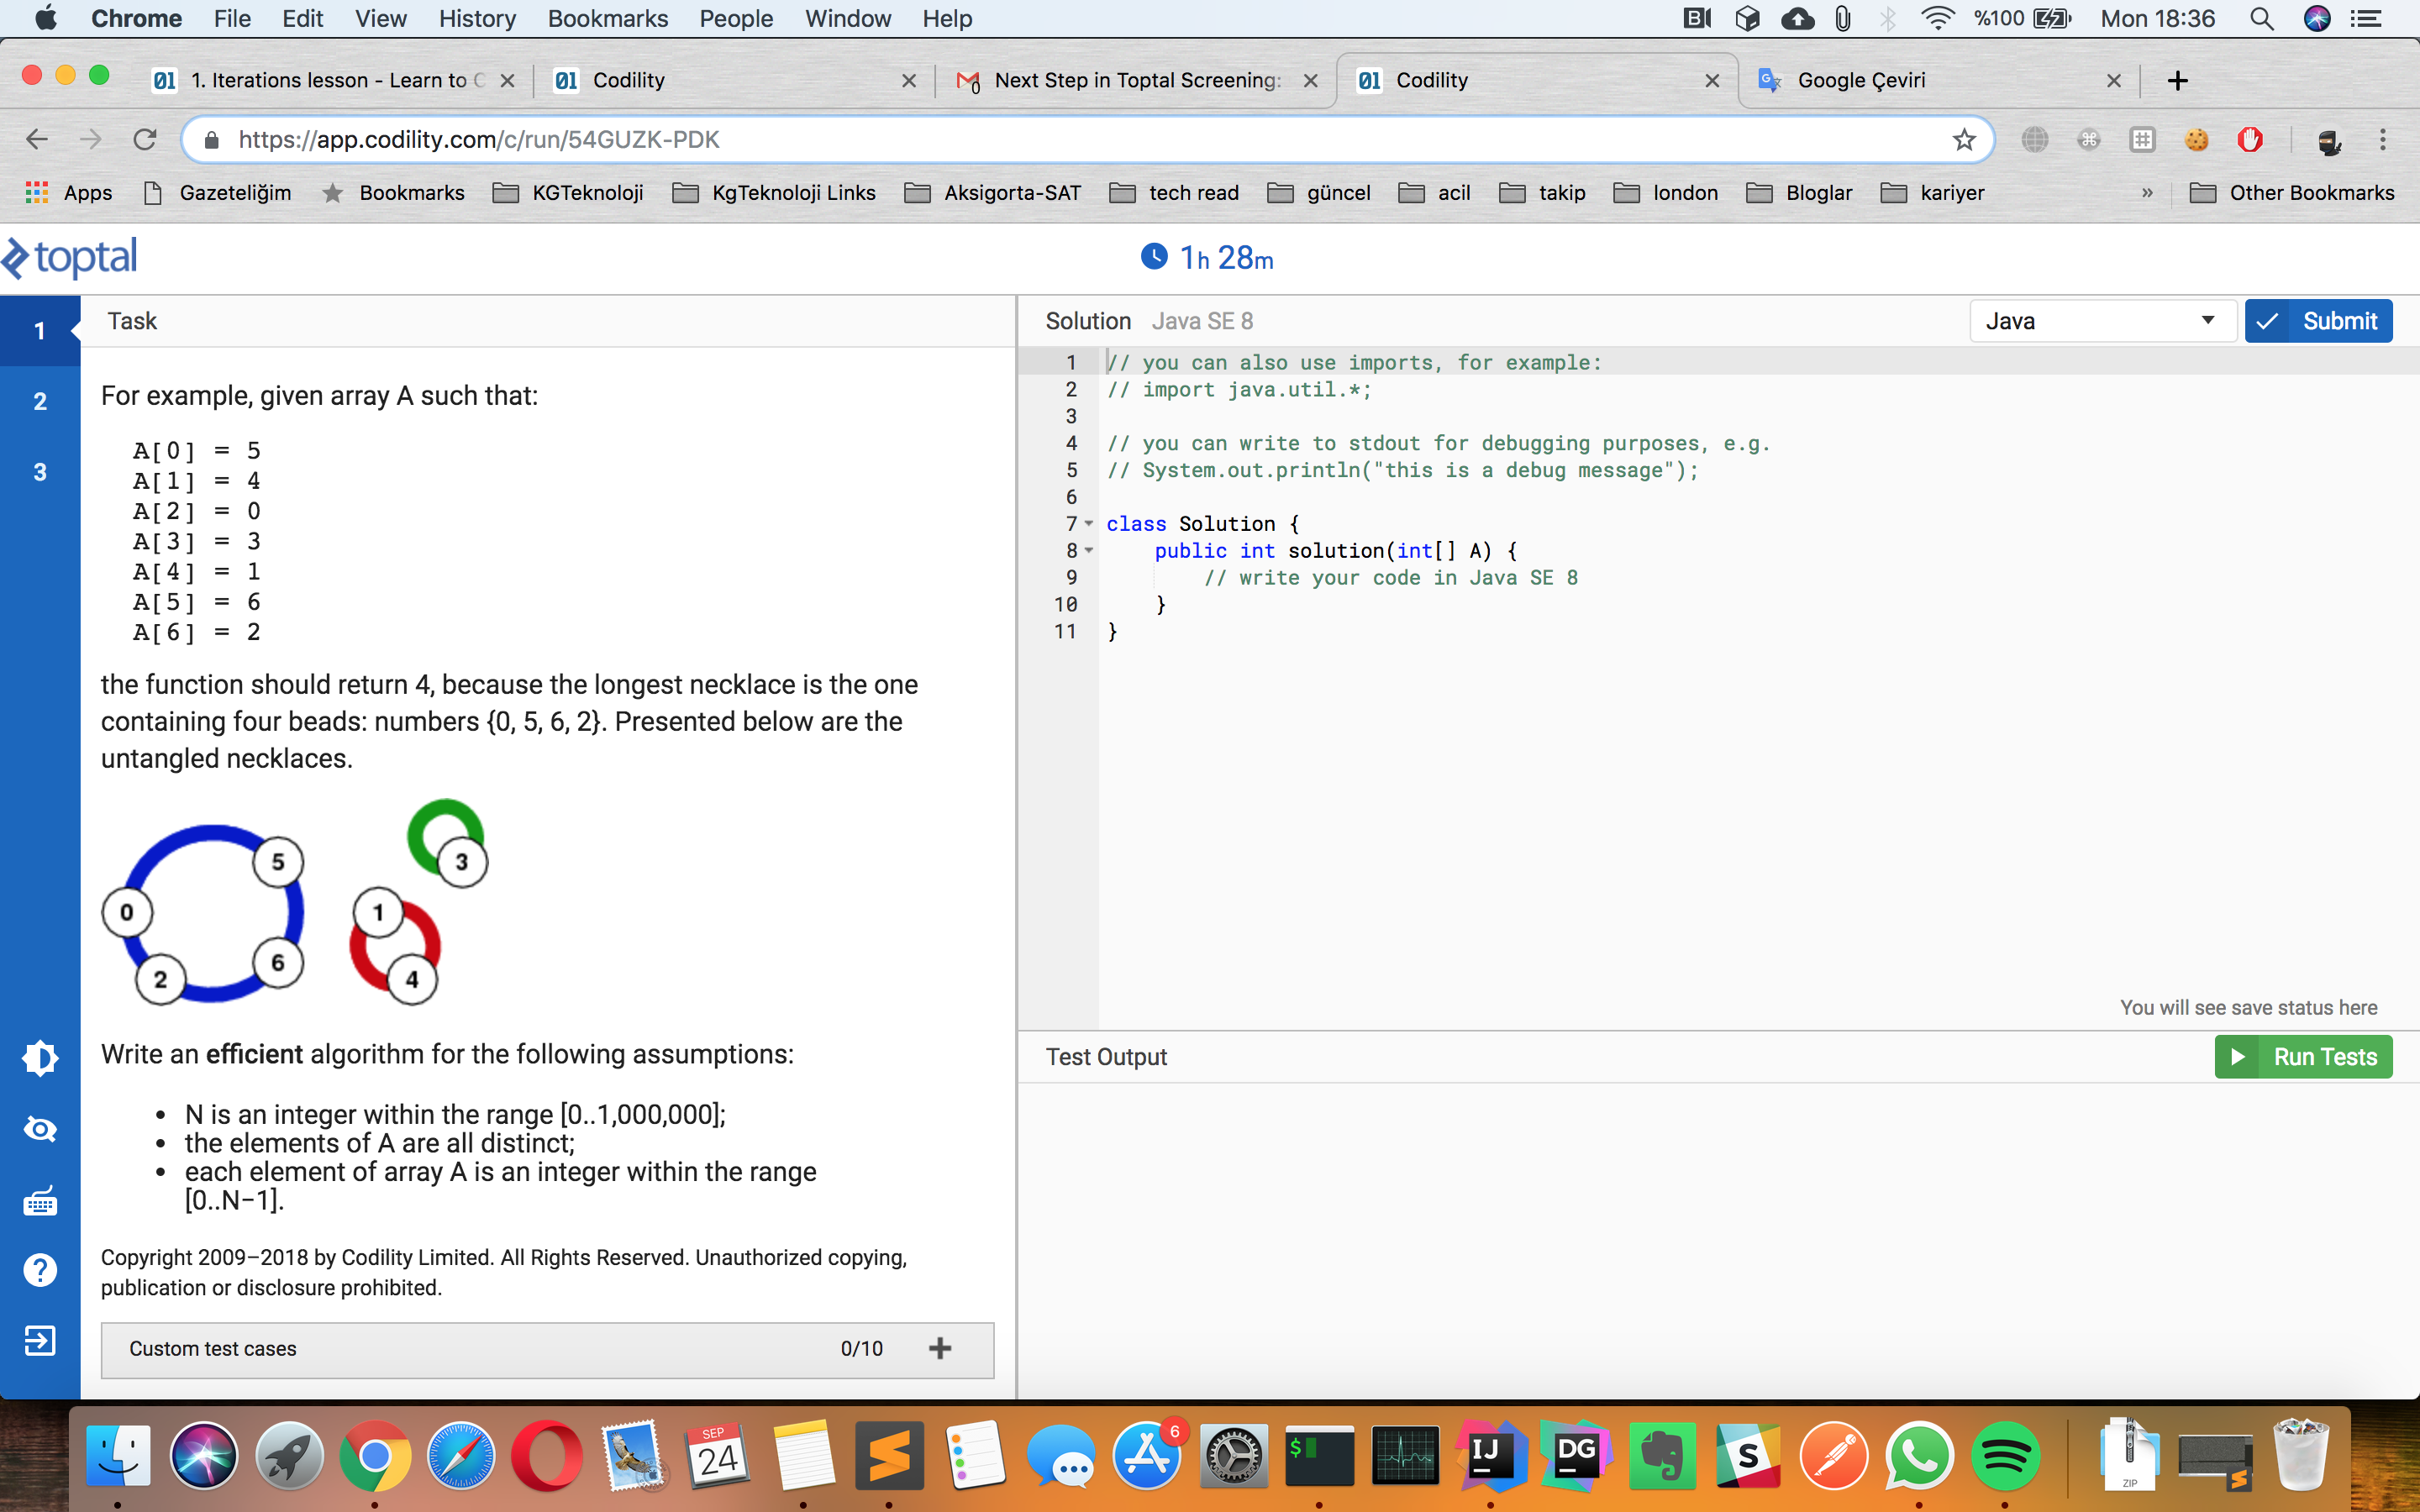 Chrome File Edit View History Bookmarks People Window Help %100 Mon 18:36
1. Iterations lesson - Learn to C
Codility
Next Step in Toptal Screening:
Codility
Google Çeviri
https://app.codility.com/c/run/54GUZK-PDK
Apps Gazeteliğim Bookmarks KGTeknoloji KgTeknoloji Links Aksigorta-SAT tech read güncel acil takip london Bloglar kariyer » Other Bookmarks
toptal
1h 28m
1
2
3
Task
For example, given array A such that:
A[0] = 5
A[1] = 4
A[2] = 0
A[3] = 3
A[4] = 1
A[5] = 6
A[6] = 2
the function should return 4, because the longest necklace is the one
containing four beads: numbers {0, 5, 6, 2}. Presented below are the
untangled necklaces.
5
3
0
1
6
2
4
Write an efficient algorithm for the following assumptions:
• N is an integer within the range [0..1,000,000];
• the elements of A are all distinct;
• each element of array A is an integer within the range
[0..N−1].
Copyright 2009–2018 by Codility Limited. All Rights Reserved. Unauthorized copying,
publication or disclosure prohibited.
Custom test cases 0/10 +
Solution Java SE 8 Java Submit
1 // you can also use imports, for example:
2 // import java.util.*;
3
4 // you can write to stdout for debugging purposes, e.g.
5 // System.out.println("this is a debug message");
6
7 class Solution {
8 public int solution(int[] A) {
9 // write your code in Java SE 8
10 }
11 }
You will see save status here
Test Output Run Tests
SEP
24
6
$
IJ
DG
S
ZIP